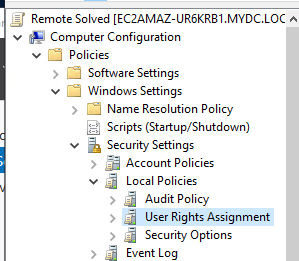 Remote Solved [EC2AMAZ-UR6KRB1.MYDC.LOC
Computer Configuration
Policies
Software Settings
Windows Settings
Name Resolution Policy
Scripts (Startup/Shutdown)
Security Settings
Account Policies
Local Policies
Audit Policy
User Rights Assignment
Security Options
Event Log